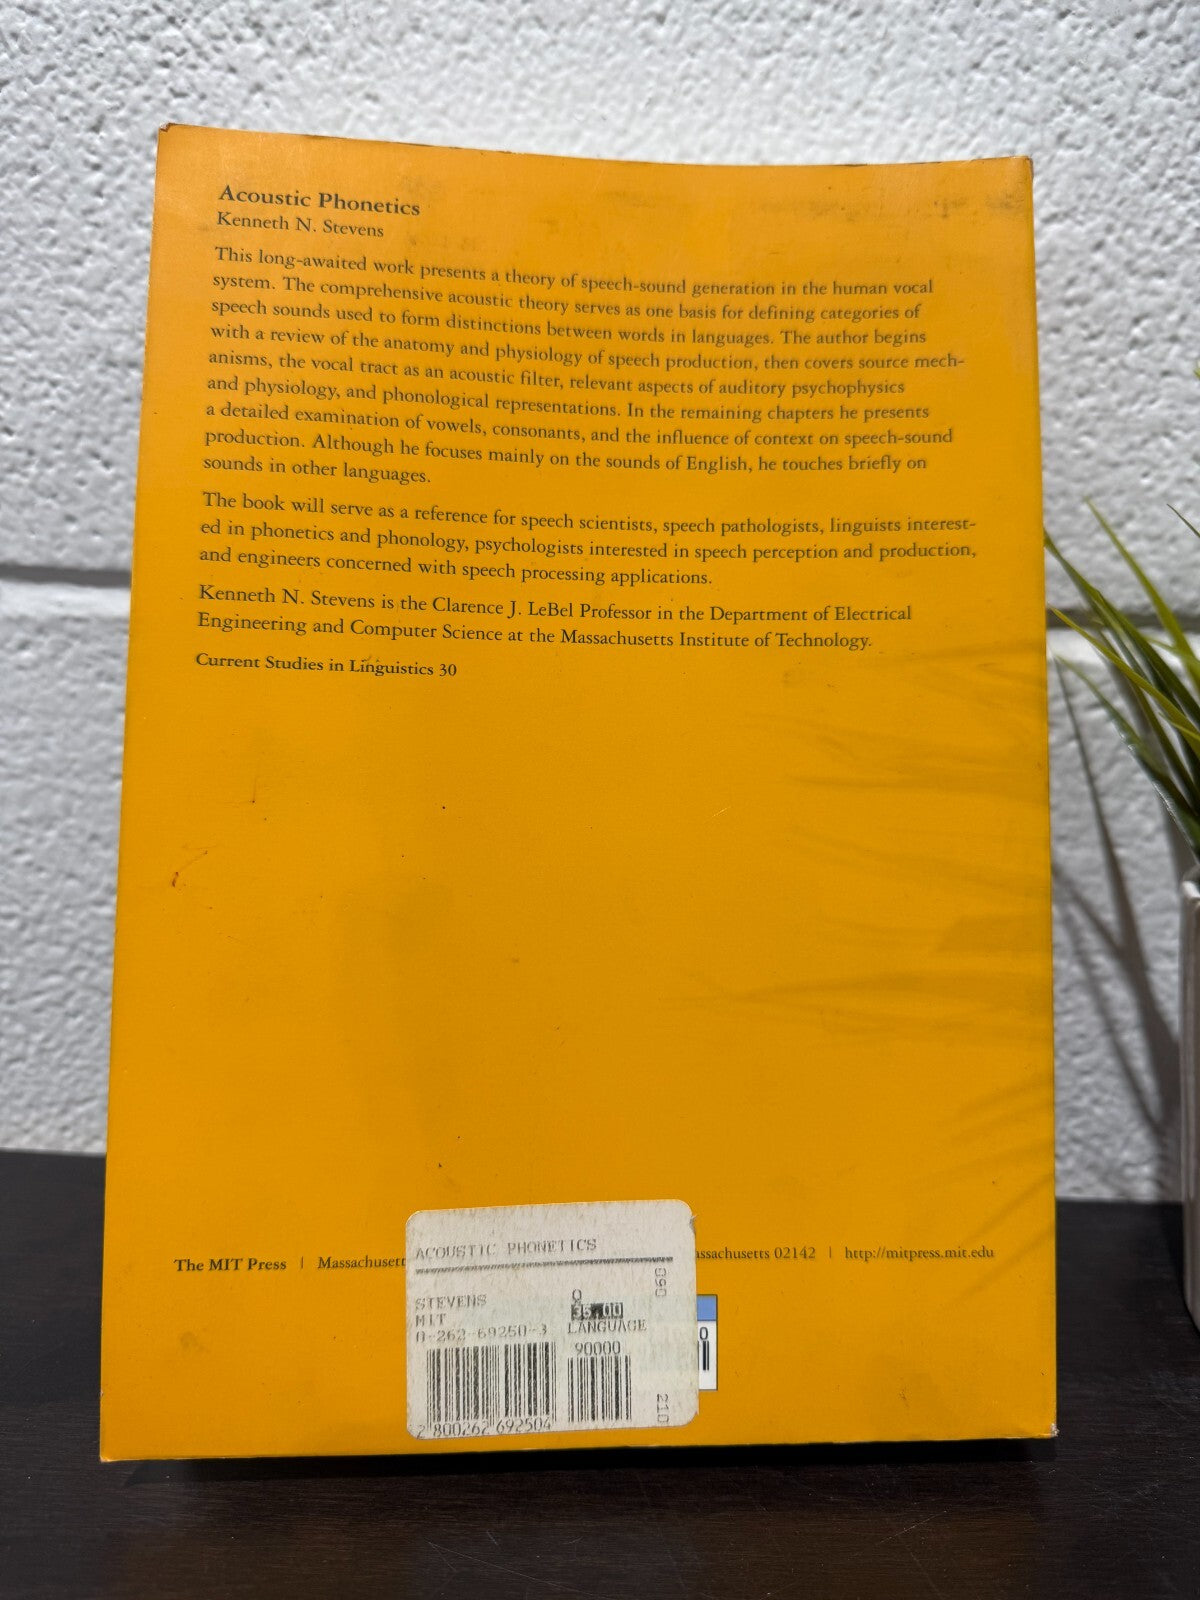 Acoustic Phonetics
Kenneth N. Stevens
This long-awaited work presents a theory of speech-sound generation in the human vocal
system. The comprehensive acoustic theory serves as one basis for defining categories of
speech sounds used to form distinctions between words in languages. The author begins
with a review of the anatomy and physiology of speech production, then covers source mech-
anisms, the vocal tract as an acoustic filter, relevant aspects of auditory psychophysics
and physiology, and phonological representations. In the remaining chapters he presents
a detailed examination of vowels, consonants, and the influence of context on speech-sound
production. Although he focuses mainly on the sounds of English, he touches briefly on
sounds in other languages.
The book will serve as a reference for speech scientists, speech pathologists, linguists interest-
ed in phonetics and phonology, psychologists interested in speech perception and production,
and engineers concerned with speech processing applications.
Kenneth N. Stevens is the Clarence J. LeBel Professor in the Department of Electrical
Engineering and Computer Science at the Massachusetts Institute of Technology.
Current Studies in Linguistics 30
The MIT Press | Massachusett
assachusetts 02142 | http://mitpress.mit.edu
ACOUSTIC PHONETICS
090
STEVENS Q
MIT 35.00
0-262-69250-3 LANGUAGE
90000
0
2 800262 692504
210